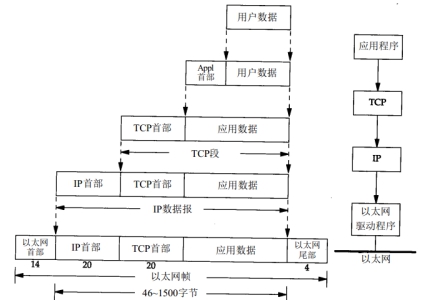 用户数据
Appl
首部
用户数据
TCP首部
应用数据
TCP段
IP首部
TCP首部
应用数据
IP数据报
以太网
首部
IP首部
TCP首部
应用数据
以太网
尾部
14
20
20
4
以太网帧
46~1500字节
应用程序
TCP
IP
以太网
驱动程序
以太网